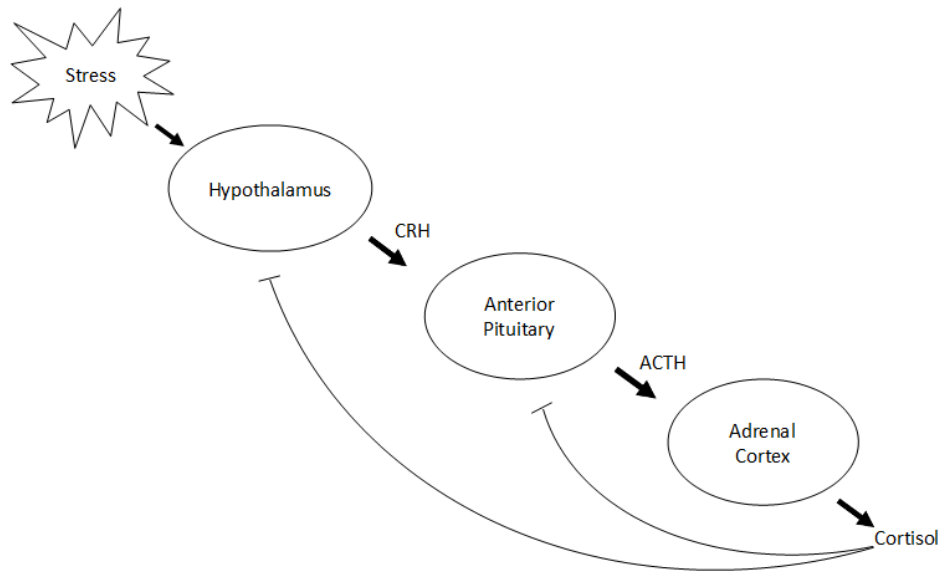 Stress
Hypothalamus
CRH
Anterior
Pituitary
ACTH
Adrenal
Cortex
Cortisol